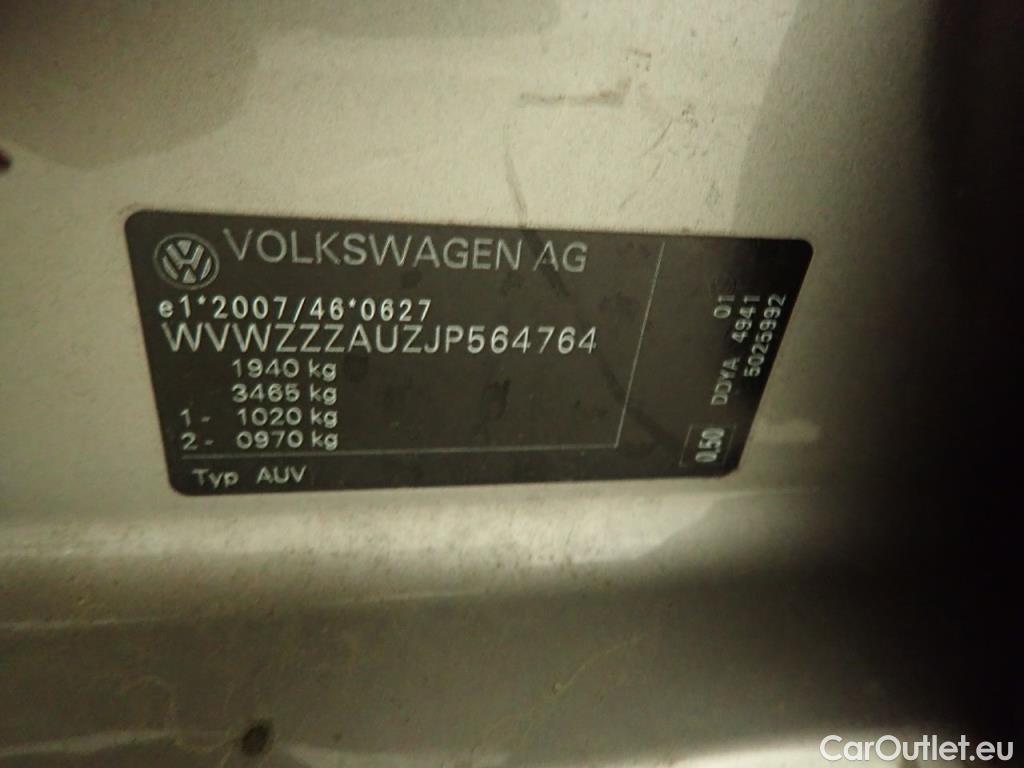 VOLKSWAGEN AG
e1*2007/46*0627
WVWZZZAUZJP564764
1940 kg
3465 kg
1 - 1020 kg
2 - 0970 kg
Typ AUV
01
DDYA 4941
5025992
0.50
CarOutlet.eu